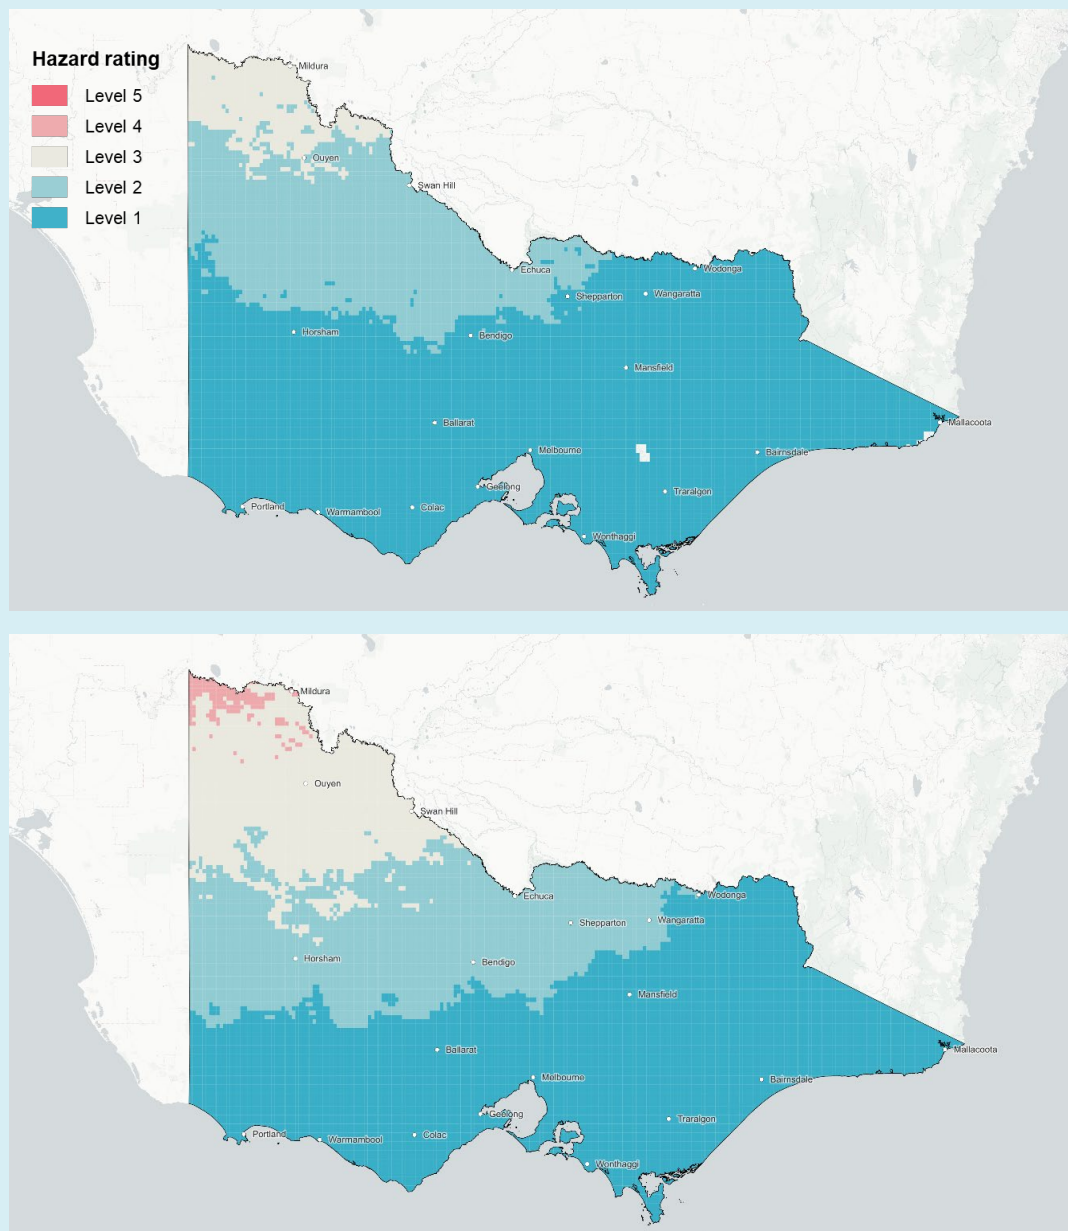 Hazard rating
Level 5
Level 4
Level 3
Level 2
Level 1
Mildura
Ouyen
Swan Hill
Echuca
Wodonga
Shepparton
Wangaratta
Horsham
Bendigo
Mansfield
Ballarat
Mallacoota
Melbourne
Bairnsdale
Geelong
Traralgon
Portland
Warrnambool
Colac
Wonthaggi
Mildura
Ouyen
Swan Hill
Echuca
Wodonga
Shepparton
Wangaratta
Horsham
Bendigo
Mansfield
Ballarat
Mallacoota
Melbourne
Bairnsdale
Geelong
Traralgon
Portland
Warrnambool
Colac
Wonthaggi